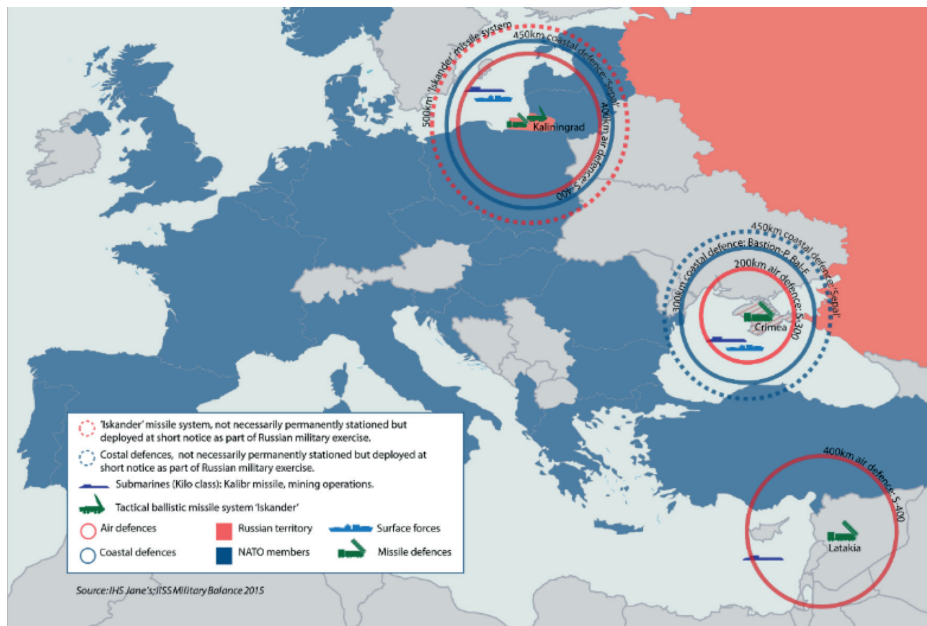 500km 'Iskander' missile system
450km coastal defence: 'Sepal'
400km air defence: S-400
Kaliningrad
450km coastal defence: 'Sepal'
300km coastal defence: Bastion-P, Bal-E
200km air defence: S-300
Crimea
400km air defence: S-400
Latakia
'Iskander' missile system, not necessarily permanently stationed but
deployed at short notice as part of Russian military exercise.
Costal defences, not necessarily permanently stationed but deployed at
short notice as part of Russian military exercise.
Submarines (Kilo class): Kalibr missile, mining operations.
Tactical ballistic missile system 'Iskander'
Air defences
Russian territory
Surface forces
Coastal defences
NATO members
Missile defences
Source: IHS Jane's; IISS Military Balance 2015